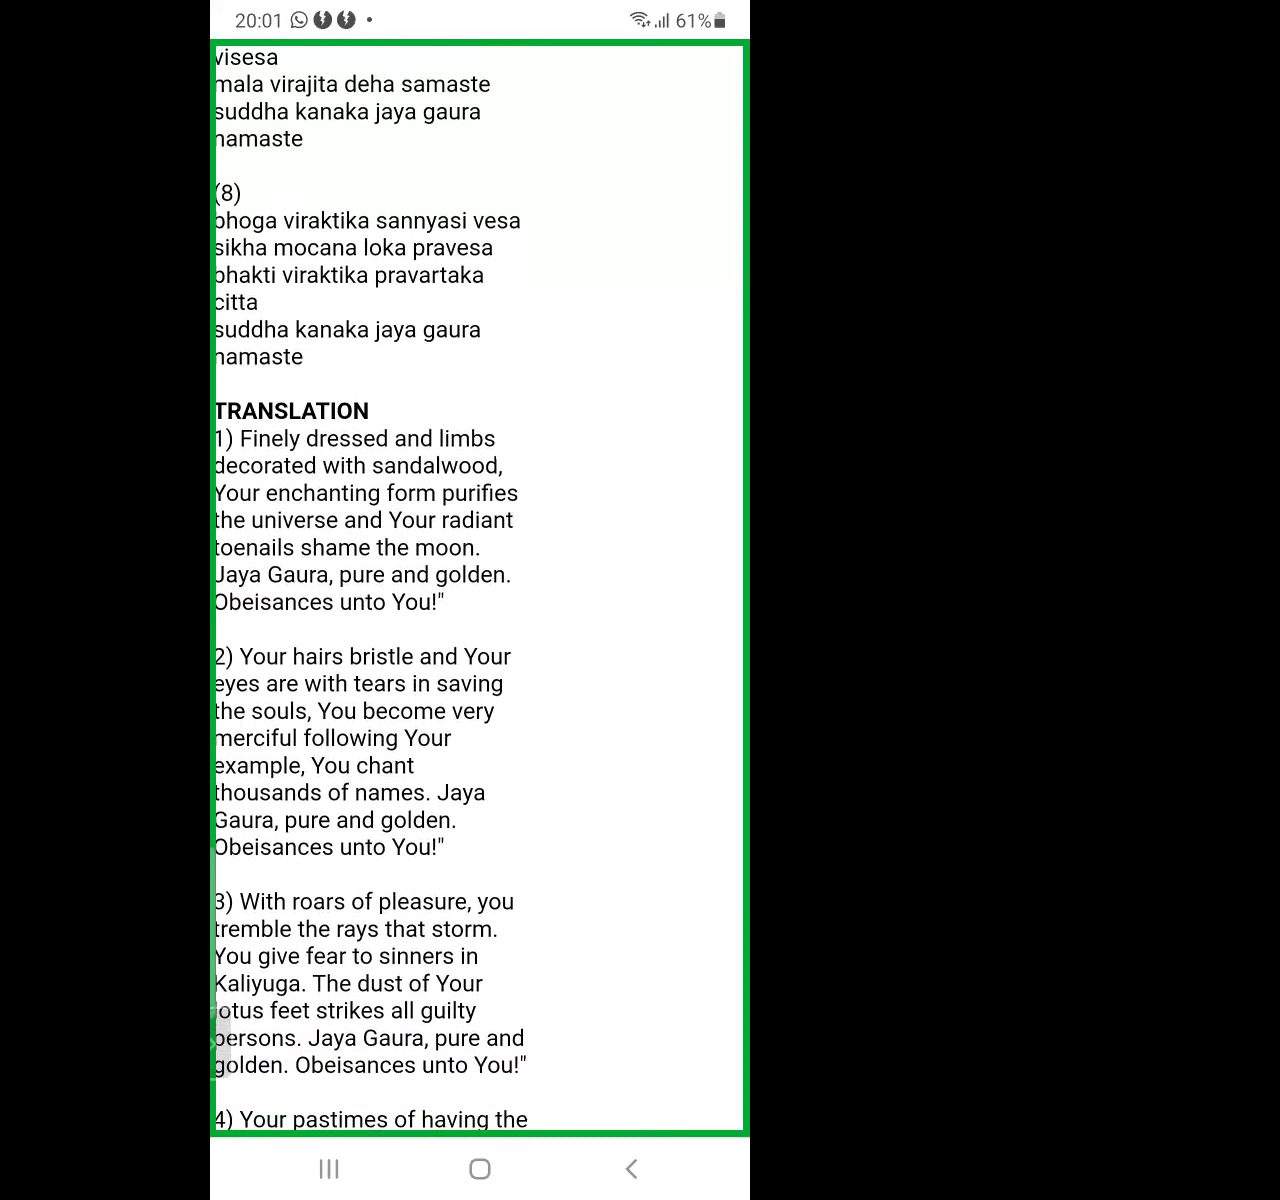 20:01
61%
visesa
mala virajita deha samaste
suddha kanaka jaya gaura
namaste
(8)
bhoga viraktika sannyasi vesa
sikha mocana loka pravesa
bhakti viraktika pravartaka
citta
suddha kanaka jaya gaura
namaste
TRANSLATION
1) Finely dressed and limbs
decorated with sandalwood,
Your enchanting form purifies
the universe and Your radiant
toenails shame the moon.
Jaya Gaura, pure and golden.
Obeisances unto You!"
2) Your hairs bristle and Your
eyes are with tears in saving
the souls, You become very
merciful following Your
example, You chant
thousands of names. Jaya
Gaura, pure and golden.
Obeisances unto You!"
3) With roars of pleasure, you
tremble the rays that storm.
You give fear to sinners in
Kaliyuga. The dust of Your
lotus feet strikes all guilty
persons. Jaya Gaura, pure and
golden. Obeisances unto You!"
4) Your pastimes of having the